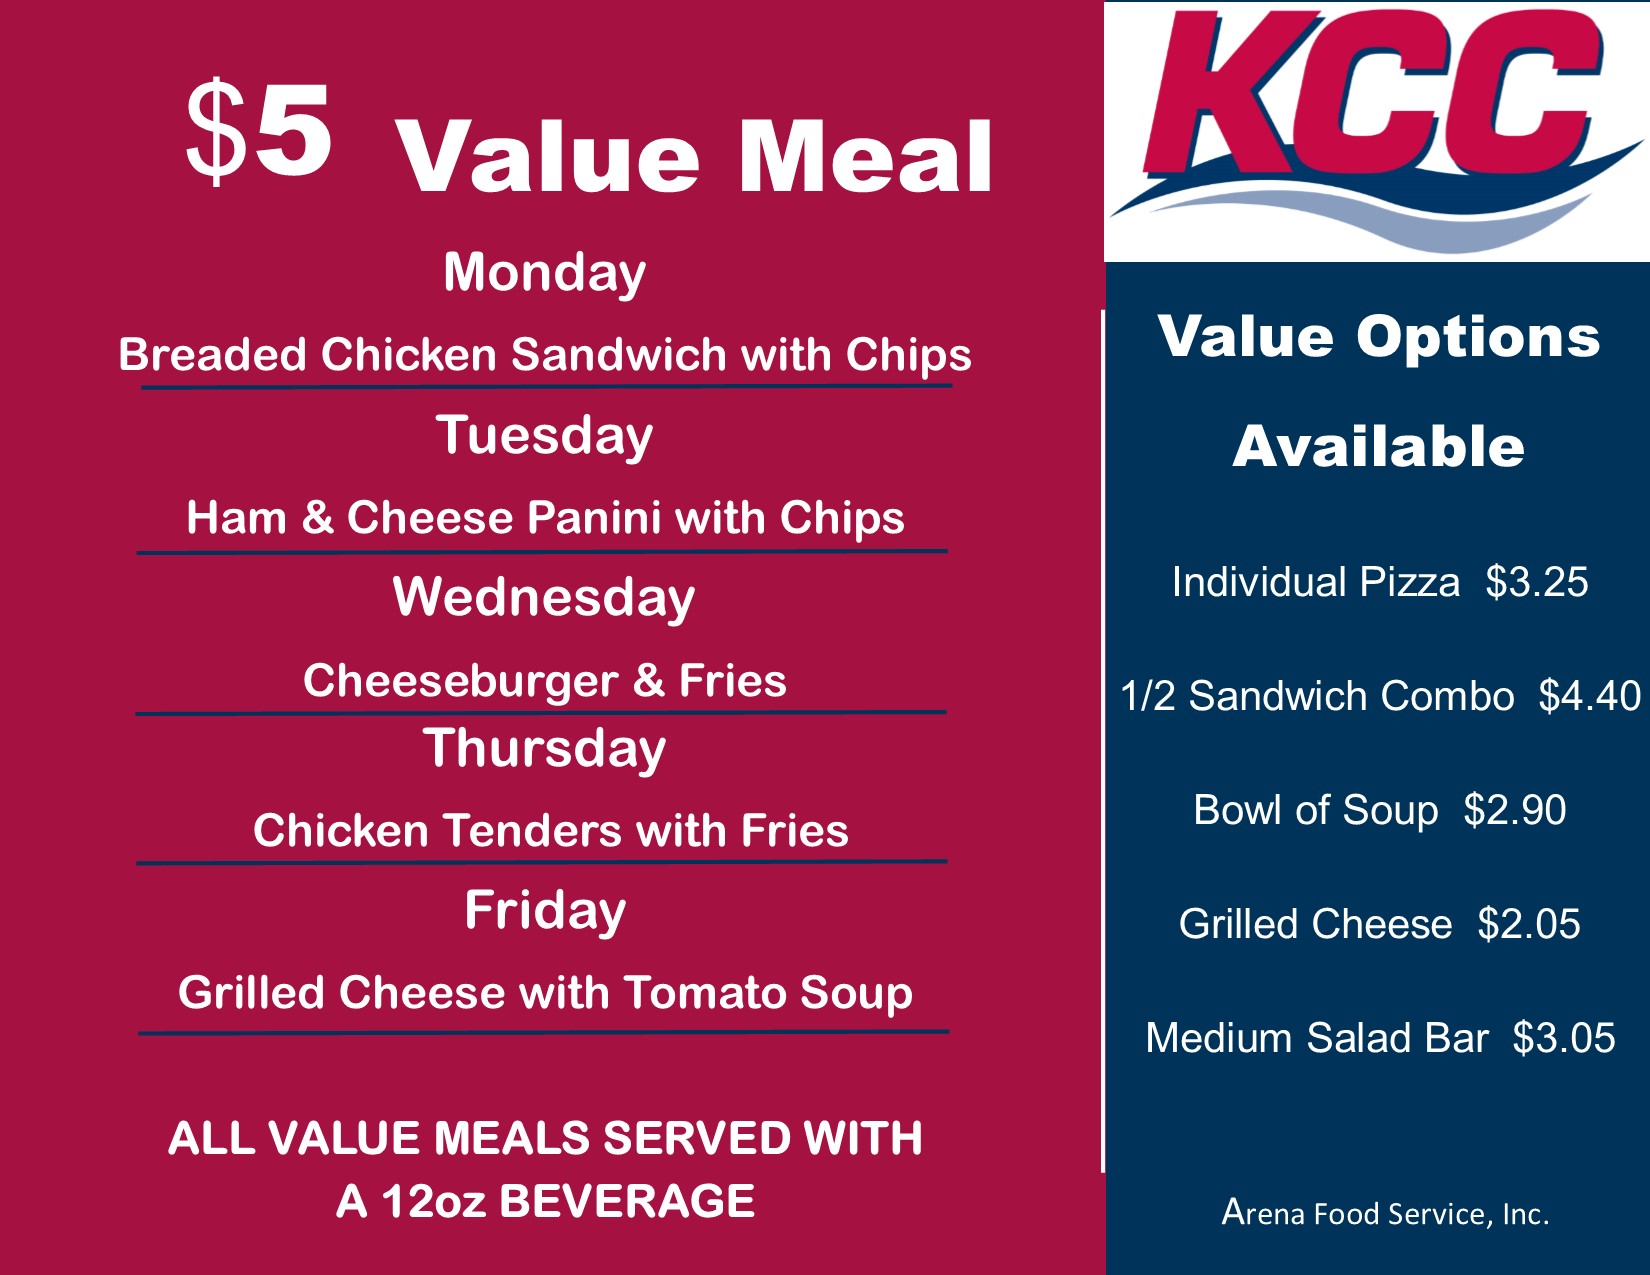 $5 Value Meal
Monday
Breaded Chicken Sandwich with Chips
Tuesday
Ham & Cheese Panini with Chips
Wednesday
Cheeseburger & Fries
Thursday
Chicken Tenders with Fries
Friday
Grilled Cheese with Tomato Soup
ALL VALUE MEALS SERVED WITH
A 12oz BEVERAGE
KCC
Value Options
Available
Individual Pizza $3.25
1/2 Sandwich Combo $4.40
Bowl of Soup $2.90
Grilled Cheese $2.05
Medium Salad Bar $3.05
Arena Food Service, Inc.